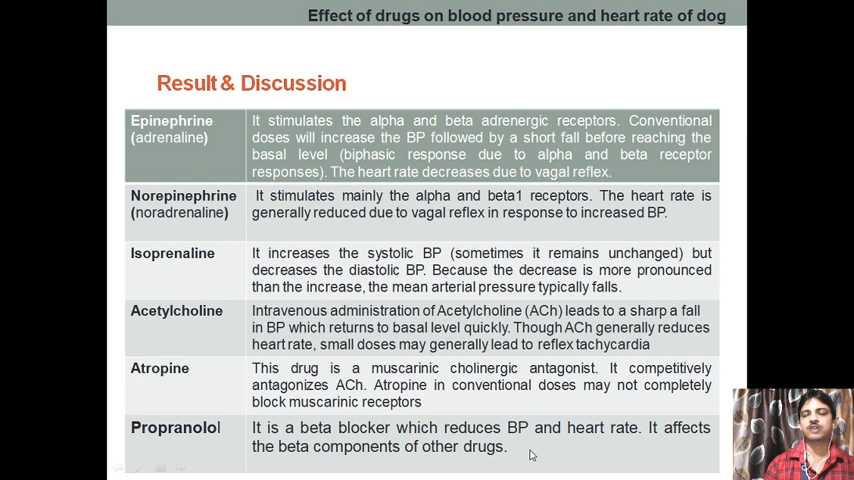 Effect of drugs on blood pressure and heart rate of dog
Result & Discussion
Epinephrine
(adrenaline)
It stimulates the alpha and beta adrenergic receptors. Conventional
doses will increase the BP followed by a short fall before reaching the
basal level (biphasic response due to alpha and beta receptor
responses). The heart rate decreases due to vagal reflex.
Norepinephrine
(noradrenaline)
It stimulates mainly the alpha and beta1 receptors. The heart rate is
generally reduced due to vagal reflex in response to increased BP.
Isoprenaline
It increases the systolic BP (sometimes it remains unchanged) but
decreases the diastolic BP. Because the decrease is more pronounced
than the increase, the mean arterial pressure typically falls.
Acetylcholine
Intravenous administration of Acetylcholine (ACh) leads to a sharp a fall
in BP which returns to basal level quickly. Though ACh generally reduces
heart rate, small doses may generally lead to reflex tachycardia
Atropine
This drug is a muscarinic cholinergic antagonist. It competitively
antagonizes ACh. Atropine in conventional doses may not completely
block muscarinic receptors
Propranolol
It is a beta blocker which reduces BP and heart rate. It affects
the beta components of other drugs.